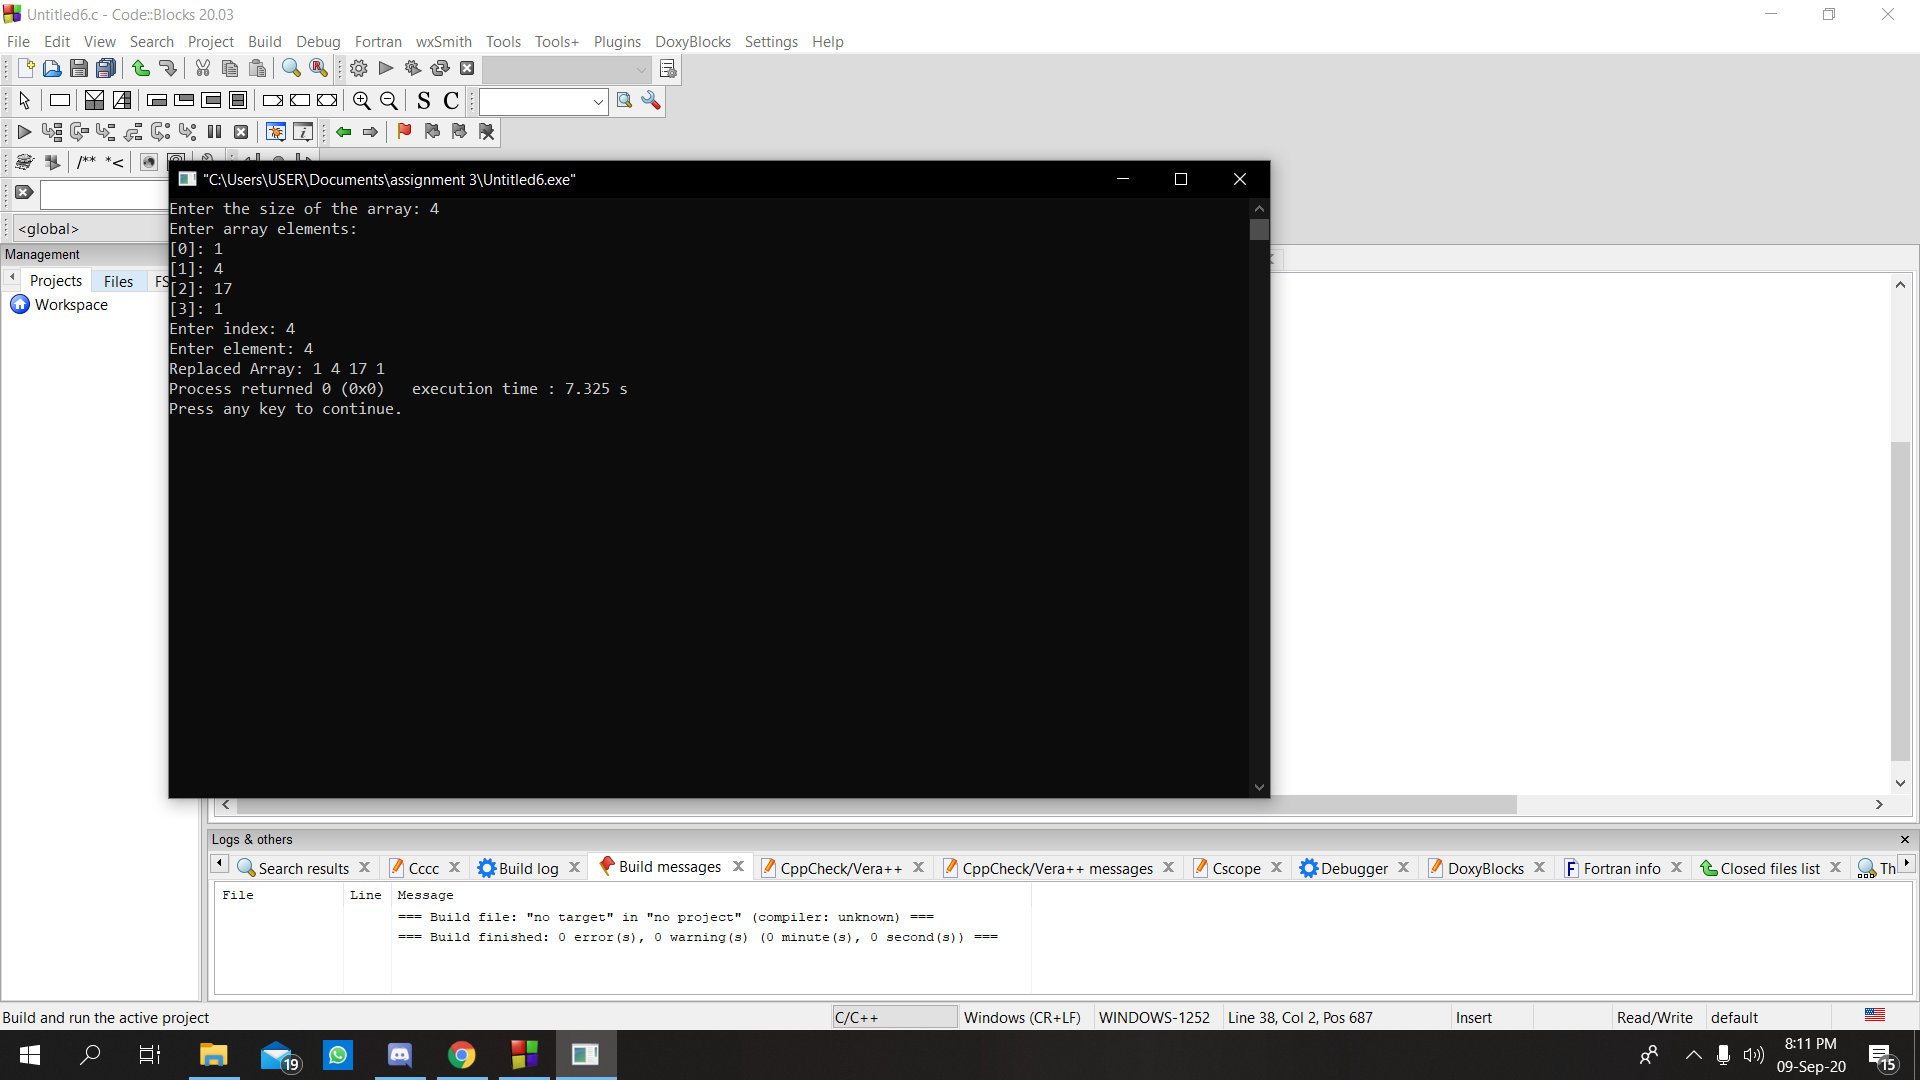 Untitled6.c - Code::Blocks 20.03
File Edit View Search Project Build Debug Fortran wxSmith Tools Tools+ Plugins DoxyBlocks Settings Help
S C
/** *<
<global>
Management
Projects Files FS
Workspace
"C:\Users\USER\Documents\assignment 3\Untitled6.exe"
Enter the size of the array: 4
Enter array elements:
[0]: 1
[1]: 4
[2]: 17
[3]: 1
Enter index: 4
Enter element: 4
Replaced Array: 1 4 17 1
Process returned 0 (0x0)   execution time : 7.325 s
Press any key to continue.
Logs & others
Search results Cccc Build log Build messages CppCheck/Vera++ CppCheck/Vera++ messages Cscope Debugger DoxyBlocks Fortran info Closed files list Th
File Line Message
=== Build file: "no target" in "no project" (compiler: unknown) ===
=== Build finished: 0 error(s), 0 warning(s) (0 minute(s), 0 second(s)) ===
Build and run the active project C/C++ Windows (CR+LF) WINDOWS-1252 Line 38, Col 2, Pos 687 Insert Read/Write default
19
8:11 PM
09-Sep-20
15